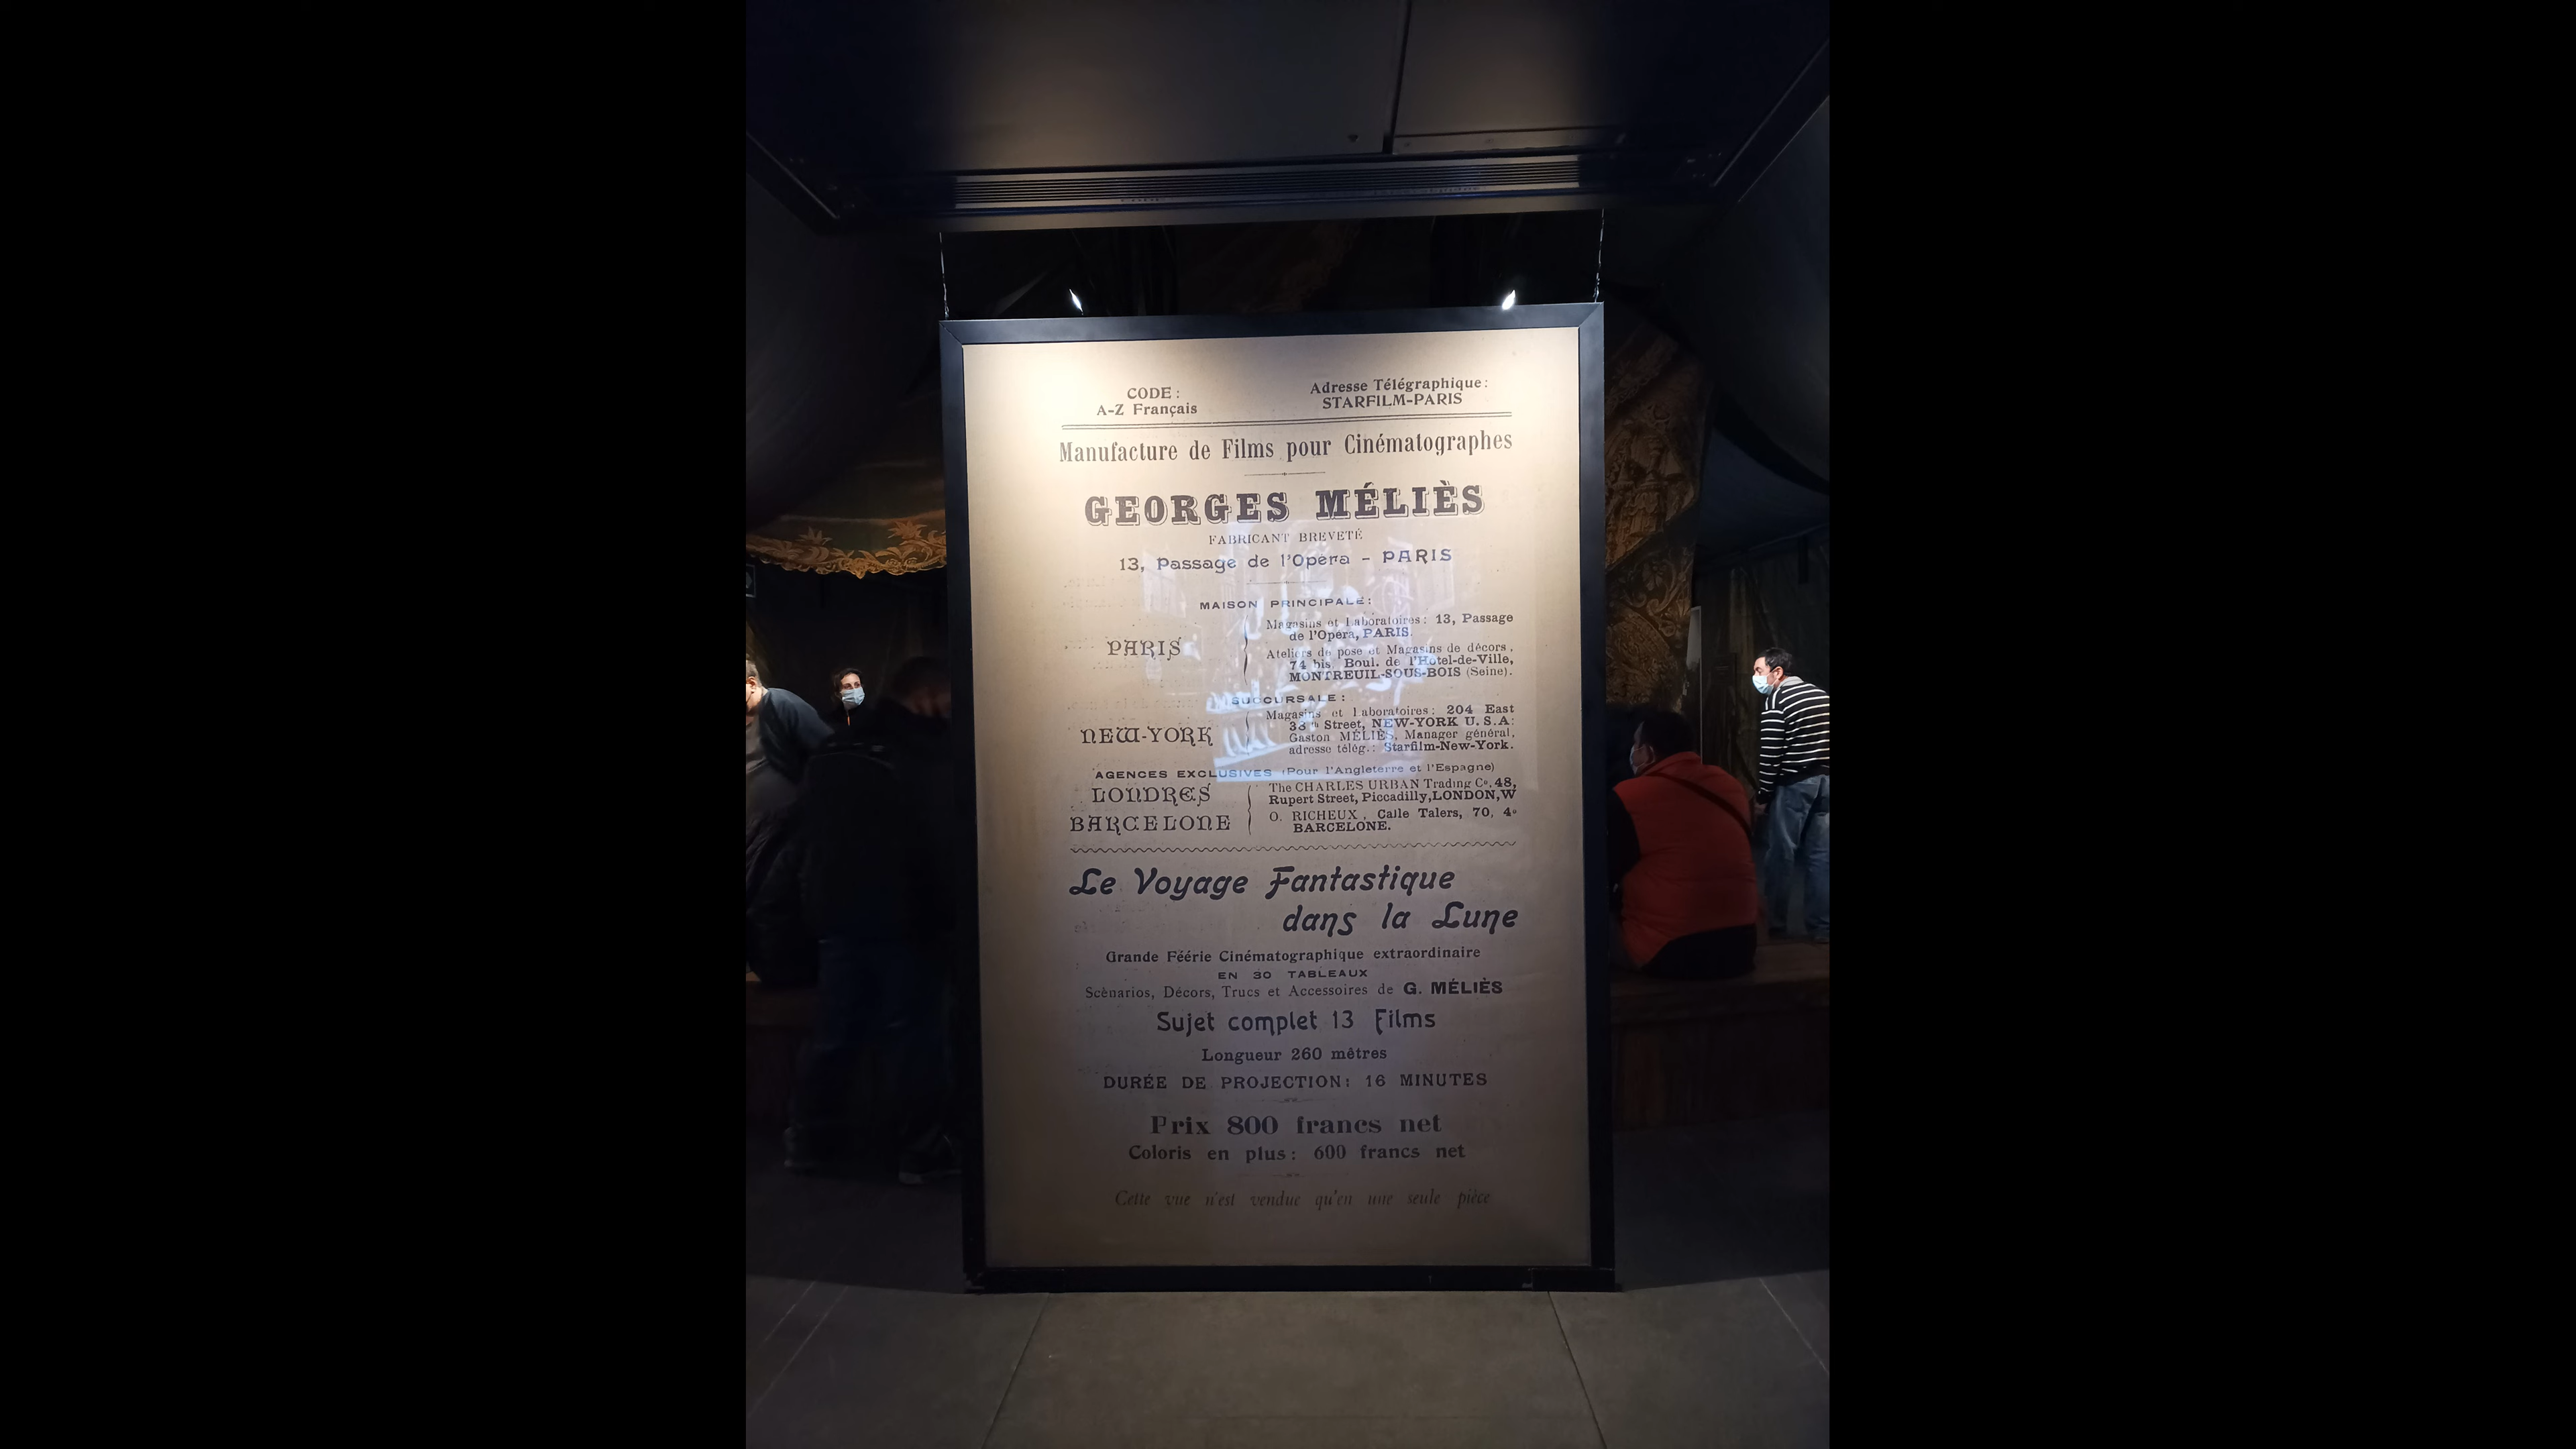 CODE :
A-Z Français
Adresse Télégraphique :
STARFILM-PARIS
Manufacture de Films pour Cinématographes
GEORGES MÉLIÈS
FABRICANT BREVETÉ
13, Passage de l'Opéra - PARIS
MAISON PRINCIPALE :
PARIS
Magasins et Laboratoires : 13, Passage
de l'Opéra, PARIS.
Ateliers de pose et Magasins de décors,
74 bis, Boul. de l'Hotel-de-Ville,
MONTREUIL-SOUS-BOIS (Seine).
SUCCURSALE :
NEW-YORK
Magasins et Laboratoires : 204 East
38th Street, NEW-YORK U. S. A:
Gaston MÉLIÈS, Manager général,
adresse télég. : Starfilm-New-York.
AGENCES EXCLUSIVES (Pour l'Angleterre et l'Espagne)
LONDRES
The CHARLES URBAN Trading Co. 48,
Rupert Street, Piccadilly, LONDON, W
BARCELONE
O. RICHEUX, Calle Talers, 70, 4o
BARCELONE.
Le Voyage Fantastique
dans la Lune
Grande Féérie Cinématographique extraordinaire
EN 30 TABLEAUX
Scènarios, Décors, Trucs et Accessoires de G. MÉLIÈS
Sujet complet 13 Films
Longueur 260 mêtres
DURÉE DE PROJECTION : 16 MINUTES
Prix 800 francs net
Coloris en plus : 600 francs net
Cette vue n'est vendue qu'en une seule pièce